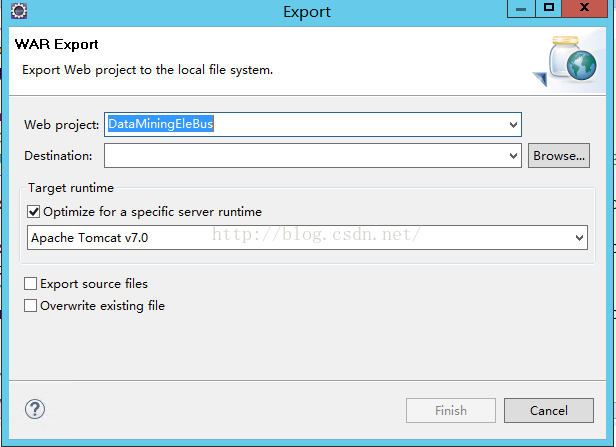 Export
WAR Export
Export Web project to the local file system.
Web project: DataMiningEleBus
Destination: Browse...
Target runtime
Optimize for a specific server runtime
Apache Tomcat v7.0
http://blog.csdn.net/
Export source files
Overwrite existing file
? Finish Cancel